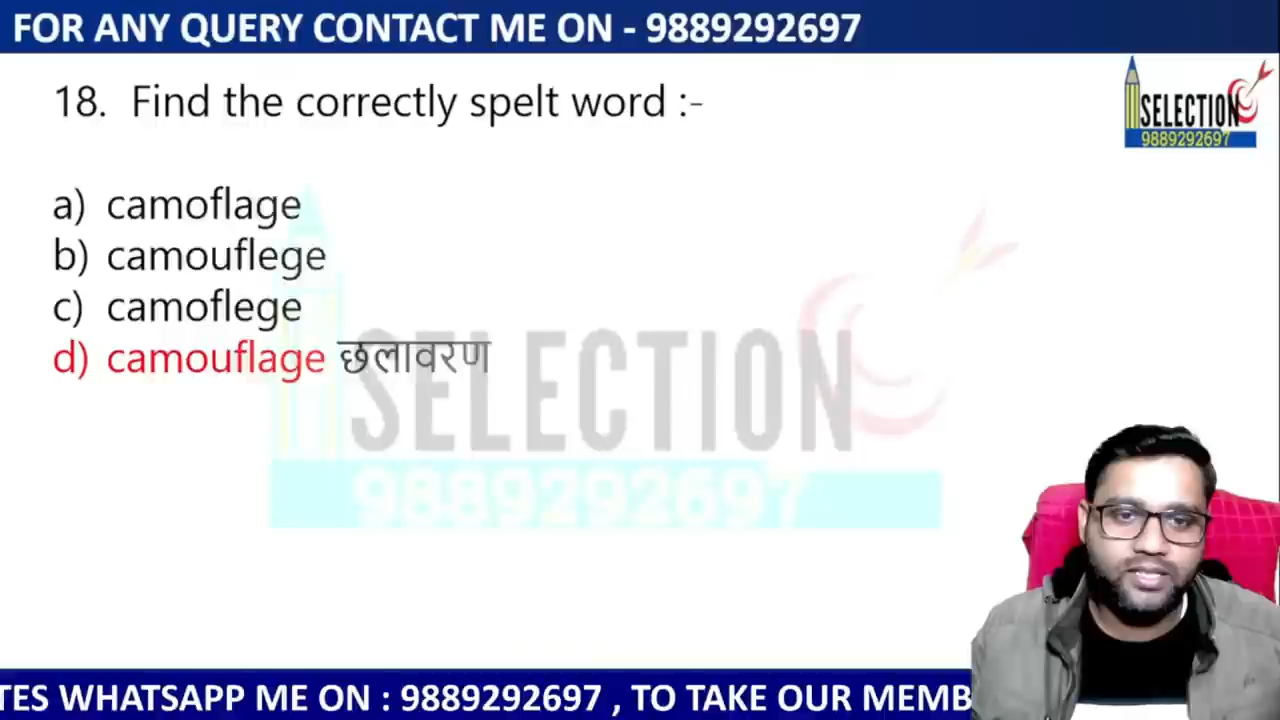 FOR ANY QUERY CONTACT ME ON - 9889292697
SELECTION
9889292697
18. Find the correctly spelt word :-
a) camoflage
b) camouflege
c) camoflege
d) camouflage छलावरण
SELECTION
9889292697
TES WHATSAPP ME ON : 9889292697 , TO TAKE OUR MEMB